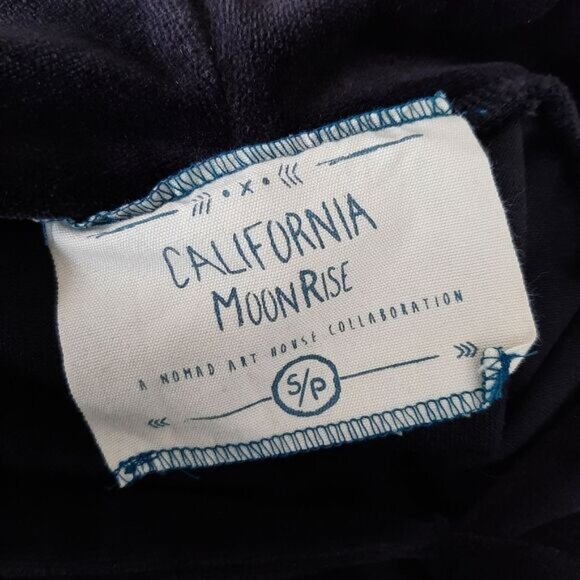 CALIFORNIA
MOONRISE
A NOMAD ART HOUSE COLLABORATION
S/P